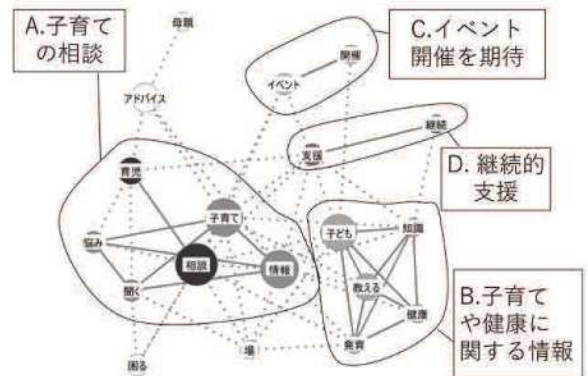 A.子育て
の相談
母親
C.イベント
開催を期待
開催
イベント
アドバイス
継続
支援
D. 継続的
支援
育児
子育て
子ども
知識
悩み
相談
情報
教える
聞く
健康
B.子育て
や健康に
関する情報
場
発育
困る